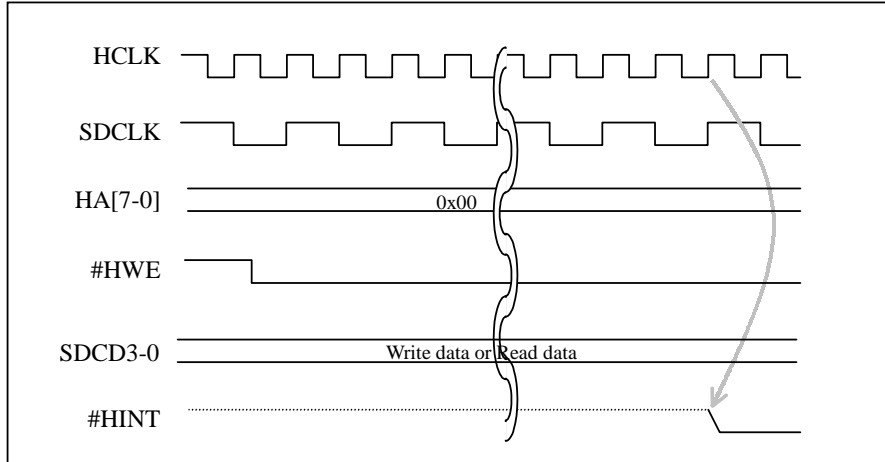 HCLK
SDCLK
HA[7-0]
0x00
#HWE
SDCD3-0
Write data or Read data
#HINT